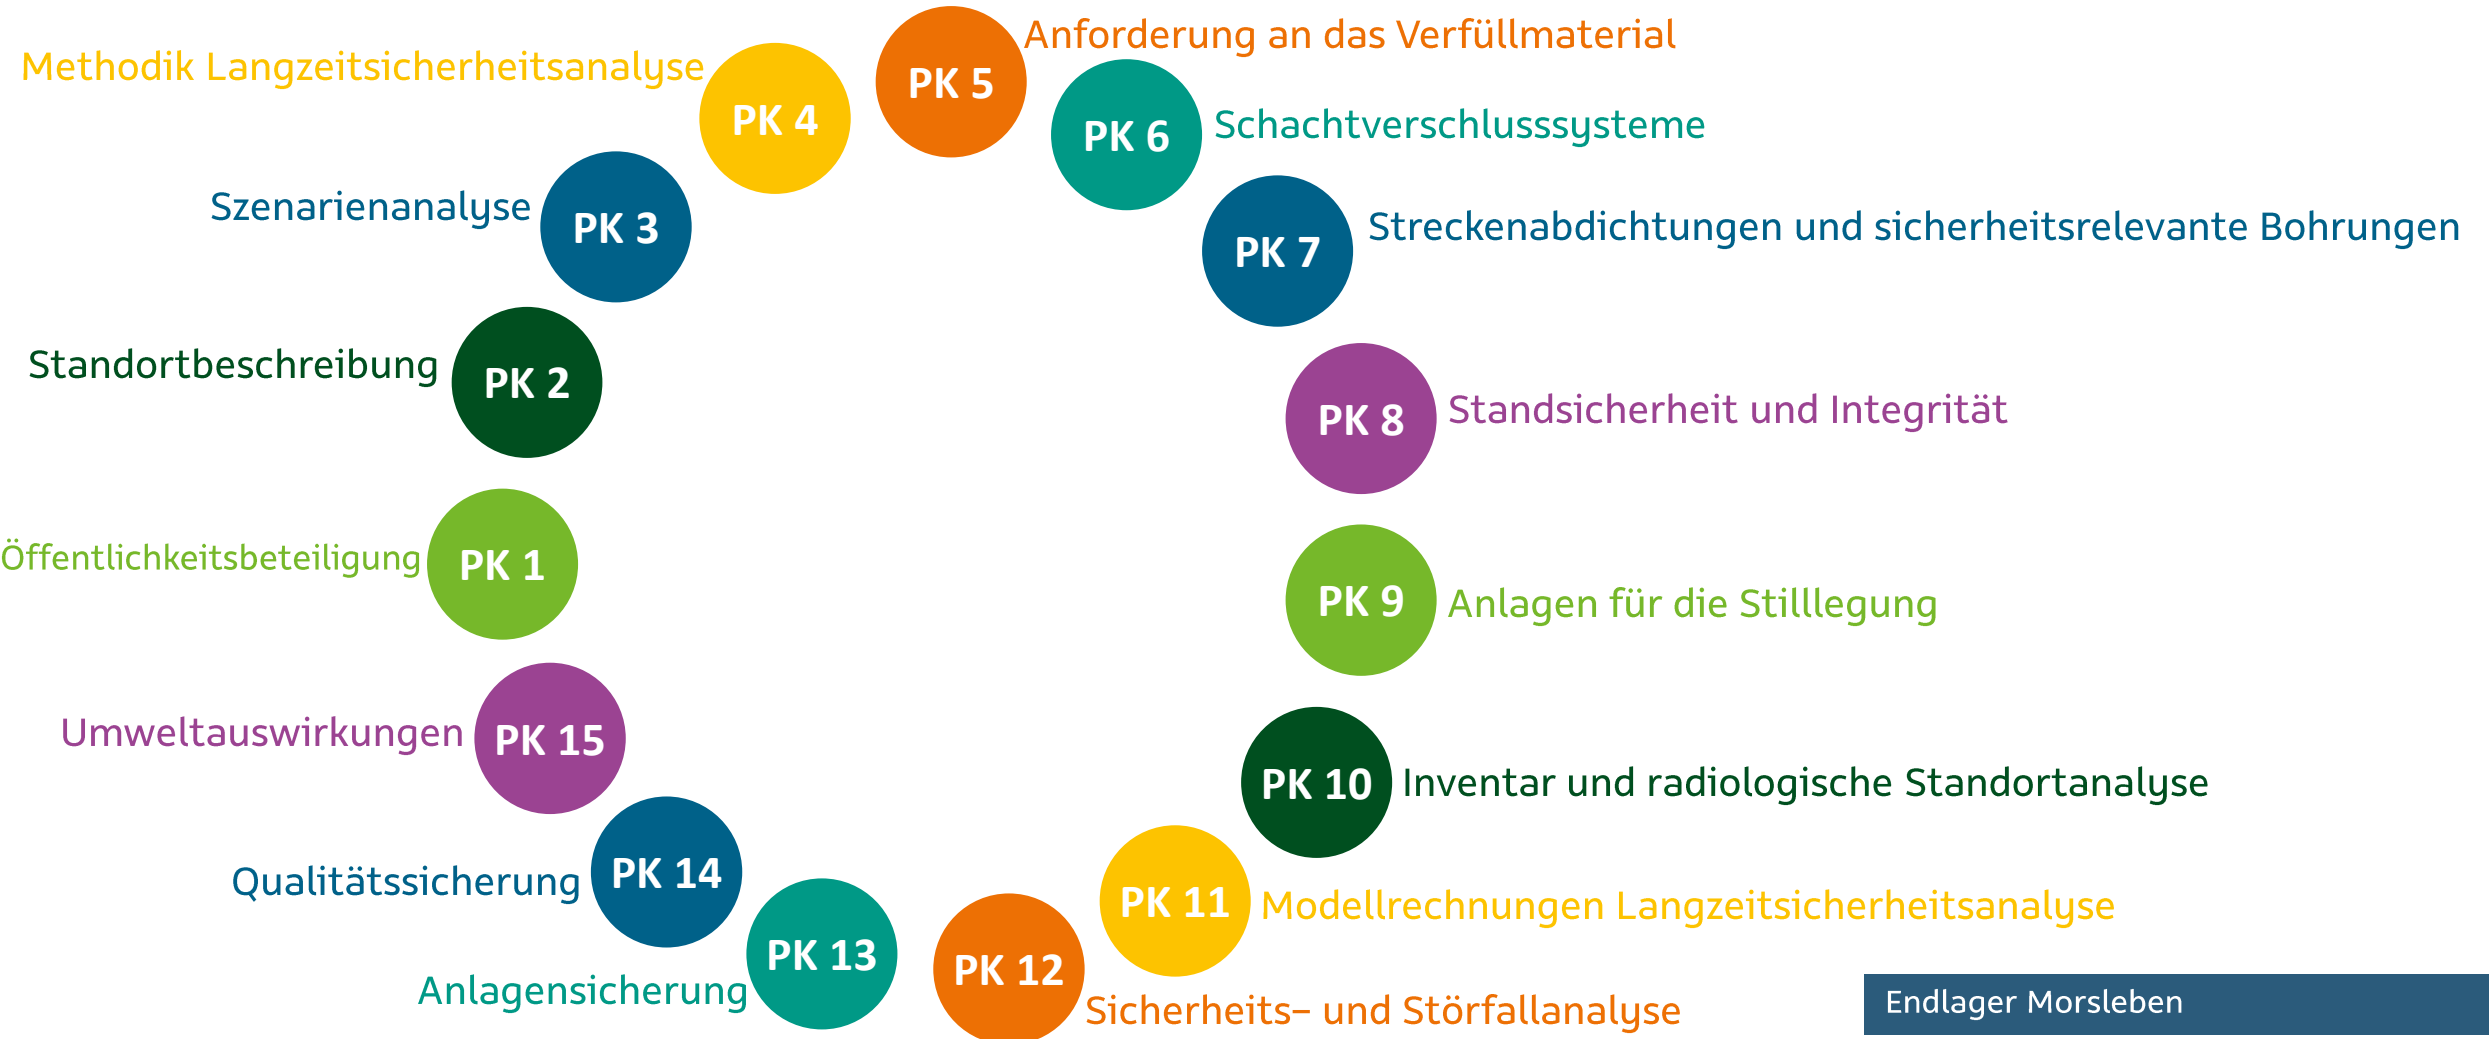 Öffentlichkeitsbeteiligung
PK 1
Standortbeschreibung
PK 2
Szenarienanalyse
PK 3
Methodik Langzeitsicherheitsanalyse
PK 4
PK 5
Anforderung an das Verfüllmaterial
PK 6
Schachtverschlusssysteme
PK 7
Streckenabdichtungen und sicherheitsrelevante Bohrungen
PK 8
Standsicherheit und Integrität
PK 9
Anlagen für die Stilllegung
PK 10
Inventar und radiologische Standortanalyse
PK 11
Modellrechnungen Langzeitsicherheitsanalyse
PK 12
Sicherheits– und Störfallanalyse
PK 13
Anlagensicherung
PK 14
Qualitätssicherung
PK 15
Umweltauswirkungen
Endlager Morsleben